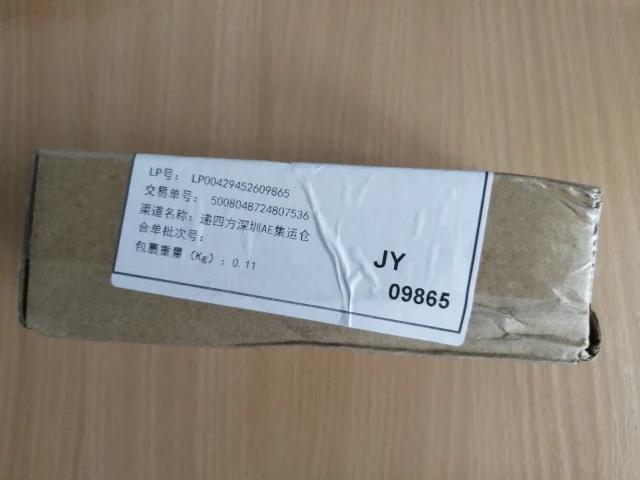 LP号: LP00429452609865
交易单号: 5008048724807536
渠道名称: 递四方深圳AE集运仓
合单批次号:
包裹重量 (Kg): 0.11
JY
09865